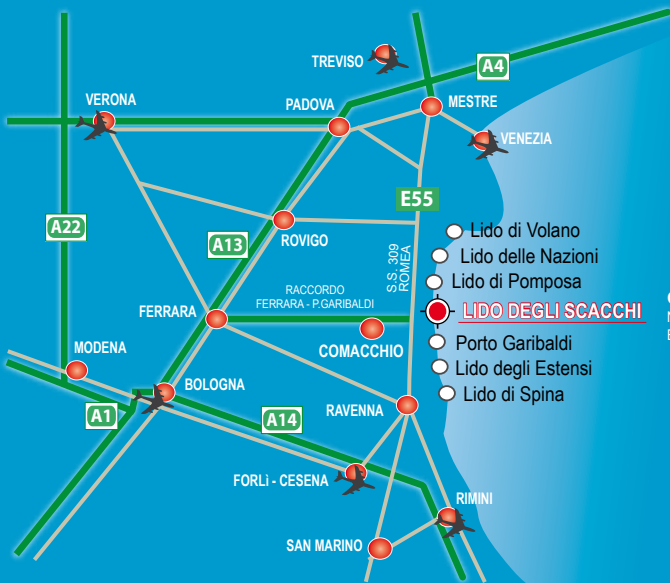 TREVISO
A4
VERONA
PADOVA
MESTRE
VENEZIA
E55
A22
A13
ROVIGO
S.S. 309
ROMEA
Lido di Volano
Lido delle Nazioni
Lido di Pomposa
RACCORDO
FERRARA - P.GARIBALDI
FERRARA
LIDO DEGLI SCACCHI
COMACCHIO
Porto Garibaldi
MODENA
Lido degli Estensi
BOLOGNA
Lido di Spina
A1
A14
RAVENNA
FORLì - CESENA
RIMINI
SAN MARINO